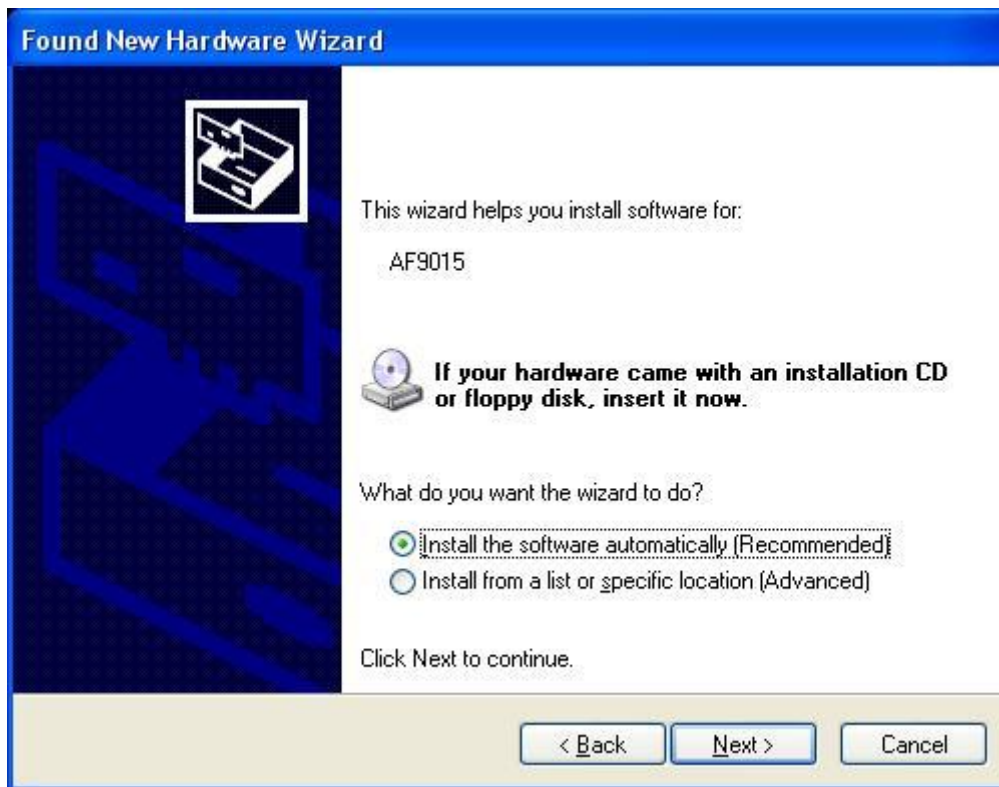 Found New Hardware Wizard
This wizard helps you install software for:
AF9015
If your hardware came with an installation CD
or floppy disk, insert it now.
What do you want the wizard to do?
Install the software automatically (Recommended)
Install from a list or specific location (Advanced)
Click Next to continue.
< Back Next > Cancel